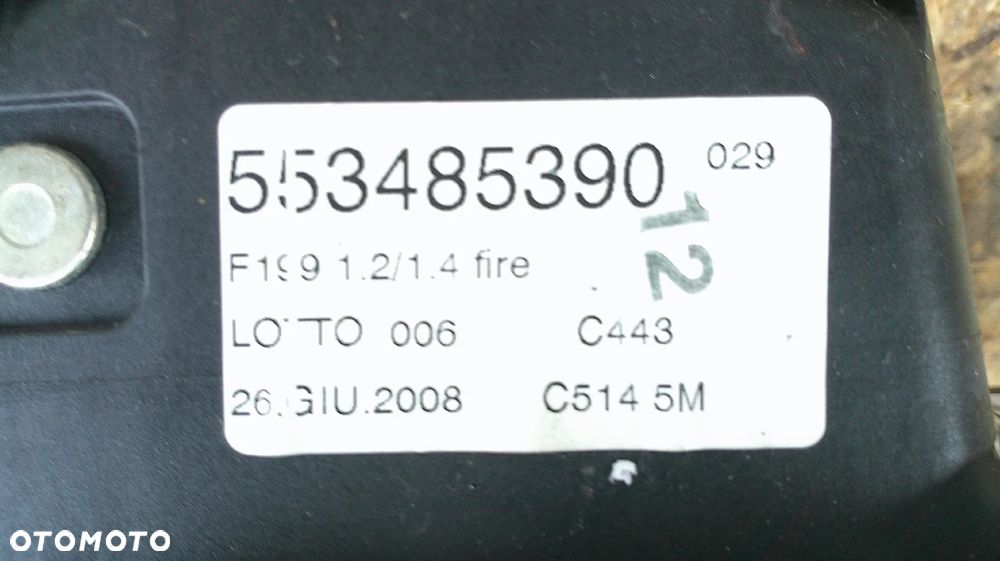 553485390 029
12
F199 1.2/1.4 fire
LOTTO 006 C443
26.GIU.2008 C514 5M
OTOMOTO